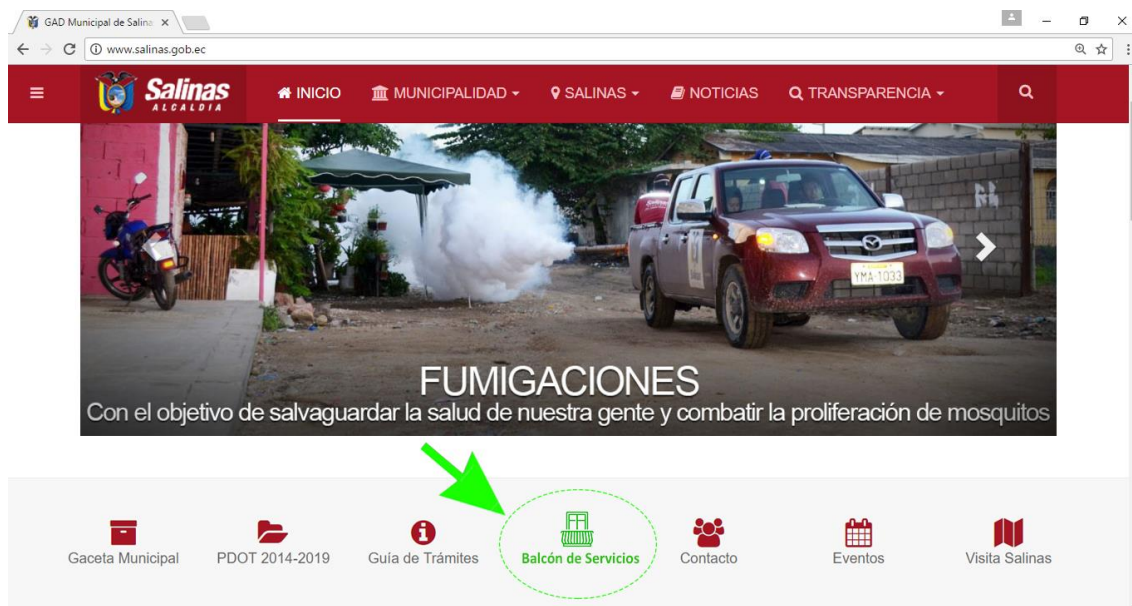 GAD Municipal de Salina
www.salinas.gob.ec
Salinas
ALCALDIA
INICIO
MUNICIPALIDAD
SALINAS
NOTICIAS
TRANSPARENCIA
YMA-1033
FUMIGACIONES
Con el objetivo de salvaguardar la salud de nuestra gente y combatir la proliferación de mosquitos
Gaceta Municipal
PDOT 2014-2019
Guía de Trámites
Balcón de Servicios
Contacto
Eventos
Visita Salinas